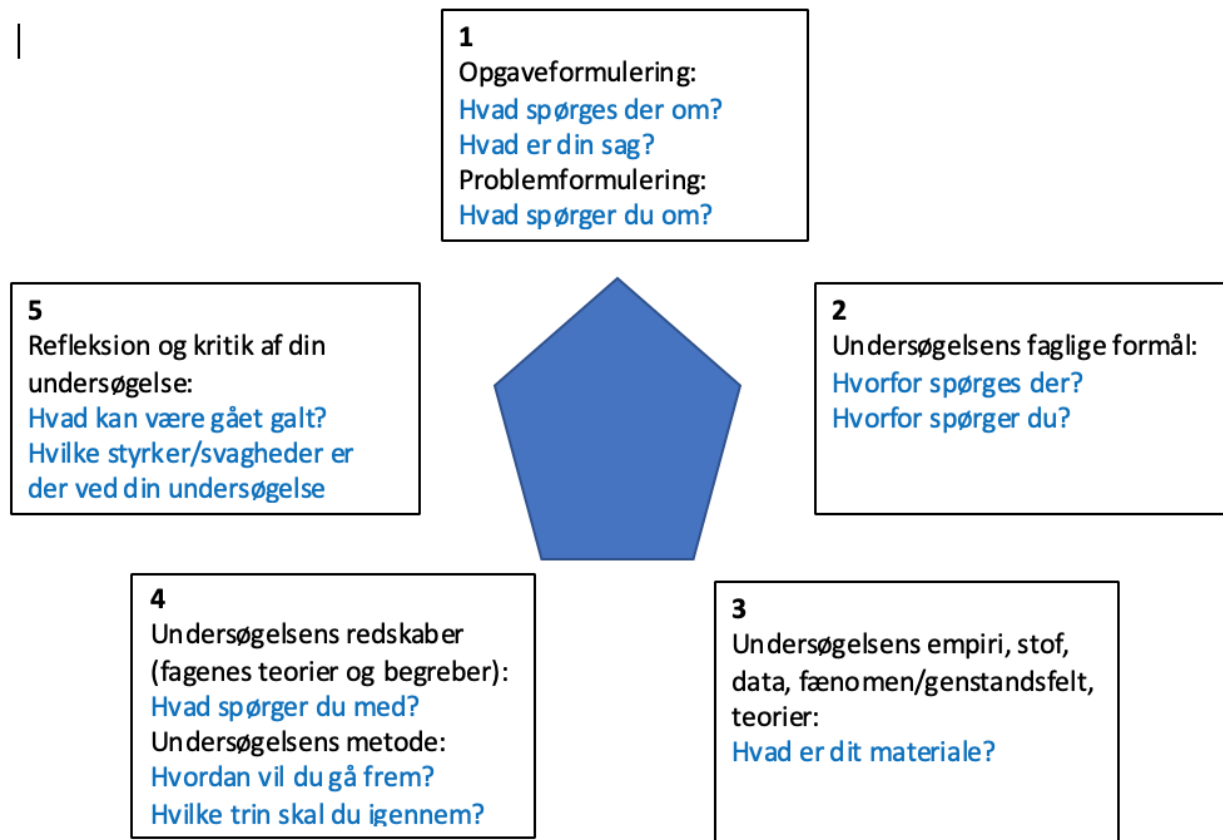 1
Opgaveformulering:
Hvad spørges der om?
Hvad er din sag?
Problemformulering:
Hvad spørger du om?
2
Undersøgelsens faglige formål:
Hvorfor spørges der?
Hvorfor spørger du?
3
Undersøgelsens empiri, stof,
data, fænomen/genstandsfelt,
teorier:
Hvad er dit materiale?
4
Undersøgelsens redskaber
(fagenes teorier og begreber):
Hvad spørger du med?
Undersøgelsens metode:
Hvordan vil du gå frem?
Hvilke trin skal du igennem?
5
Refleksion og kritik af din
undersøgelse:
Hvad kan være gået galt?
Hvilke styrker/svagheder er
der ved din undersøgelse